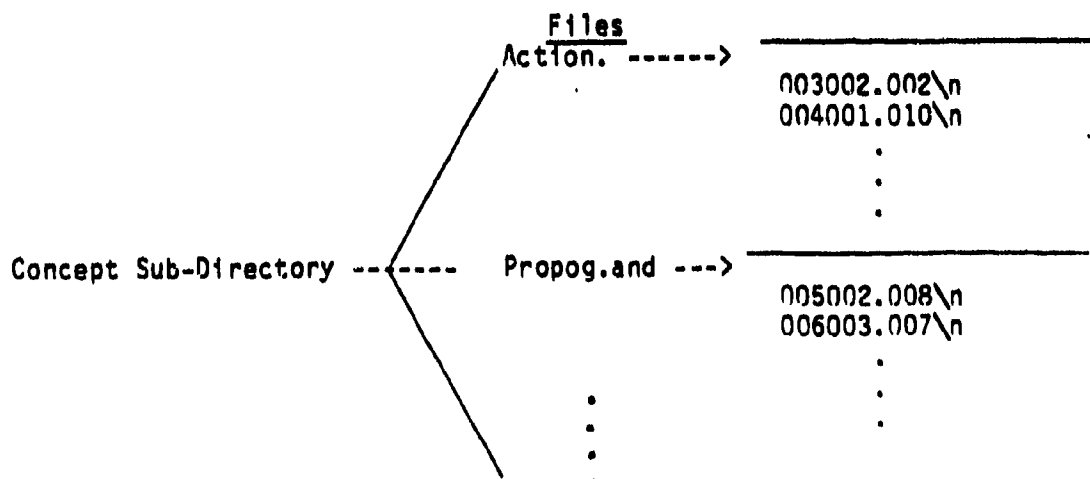 Files
Action. ------>
003002.002\n
004001.010\n
.
.
.
Concept Sub-Directory ------- Propog.and --->
005002.008\n
006003.007\n
.
.
.
.
.
.